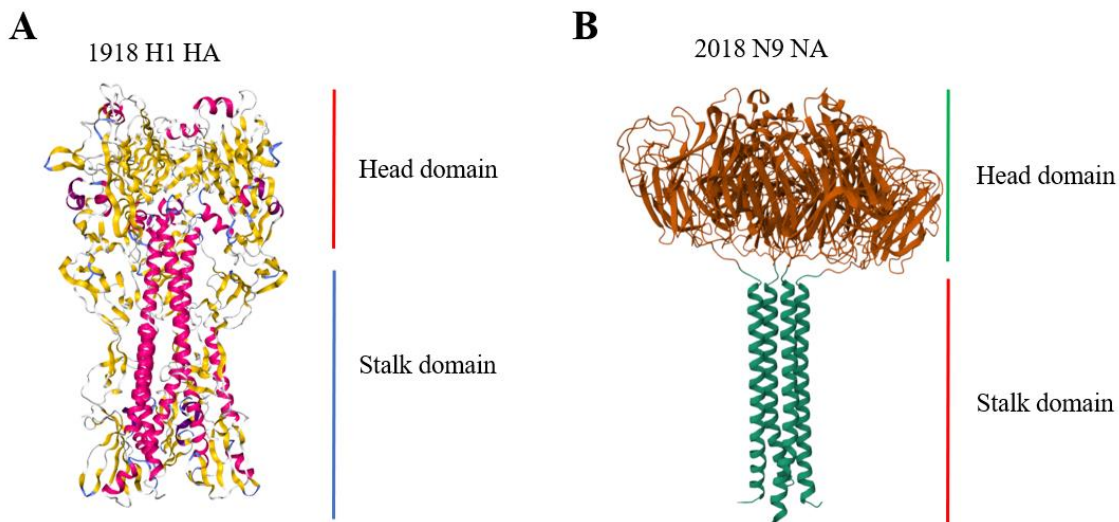 A
1918 H1 HA
Head domain
Stalk domain
B
2018 N9 NA
Head domain
Stalk domain